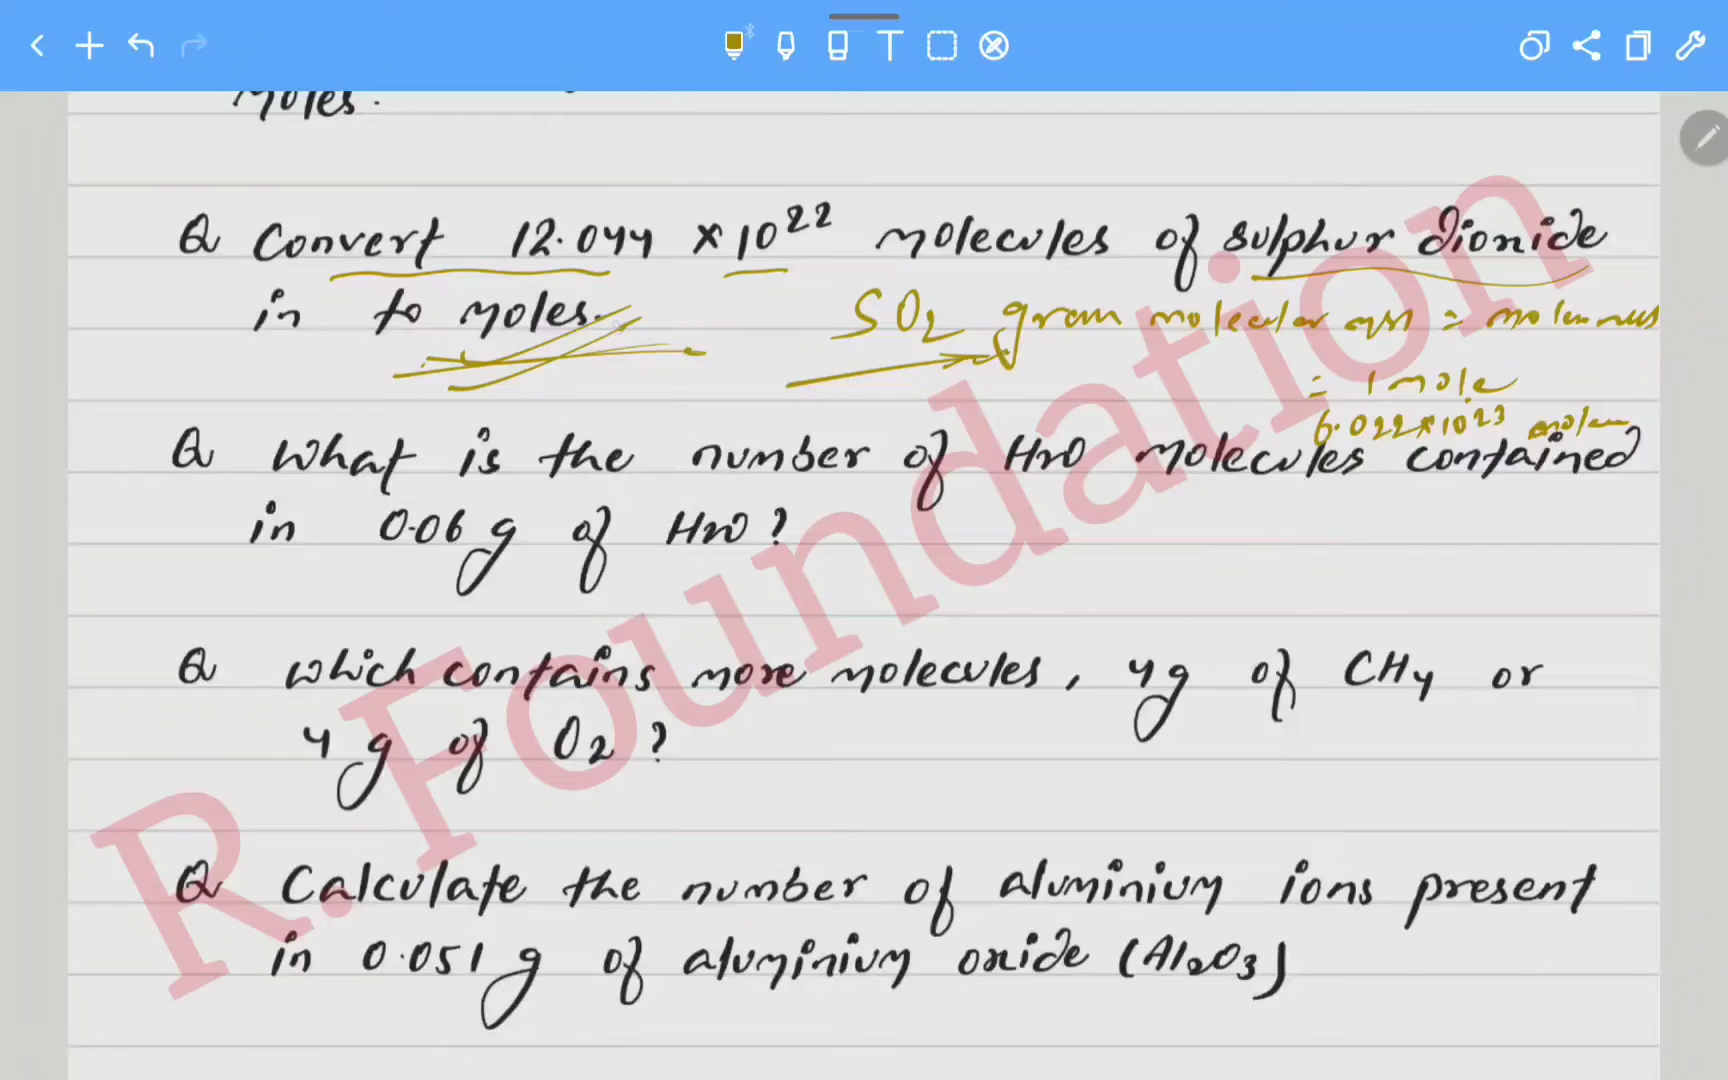 moles.
Q Convert 12.044 × 10²² molecules of sulphur dioxide
in to moles.
SO2 gram molecular mass = molar mass
= 1 mole
6.022×10²³ molecu
Q What is the number of H2O molecules contained
in 0.06 g of H2O?
Q which contains more molecules, 4g of CH4 or
4 g of O2 ?
Q Calculate the number of aluminium ions present
in 0.051 g of aluminium oxide (Al2O3)
R. Foundation